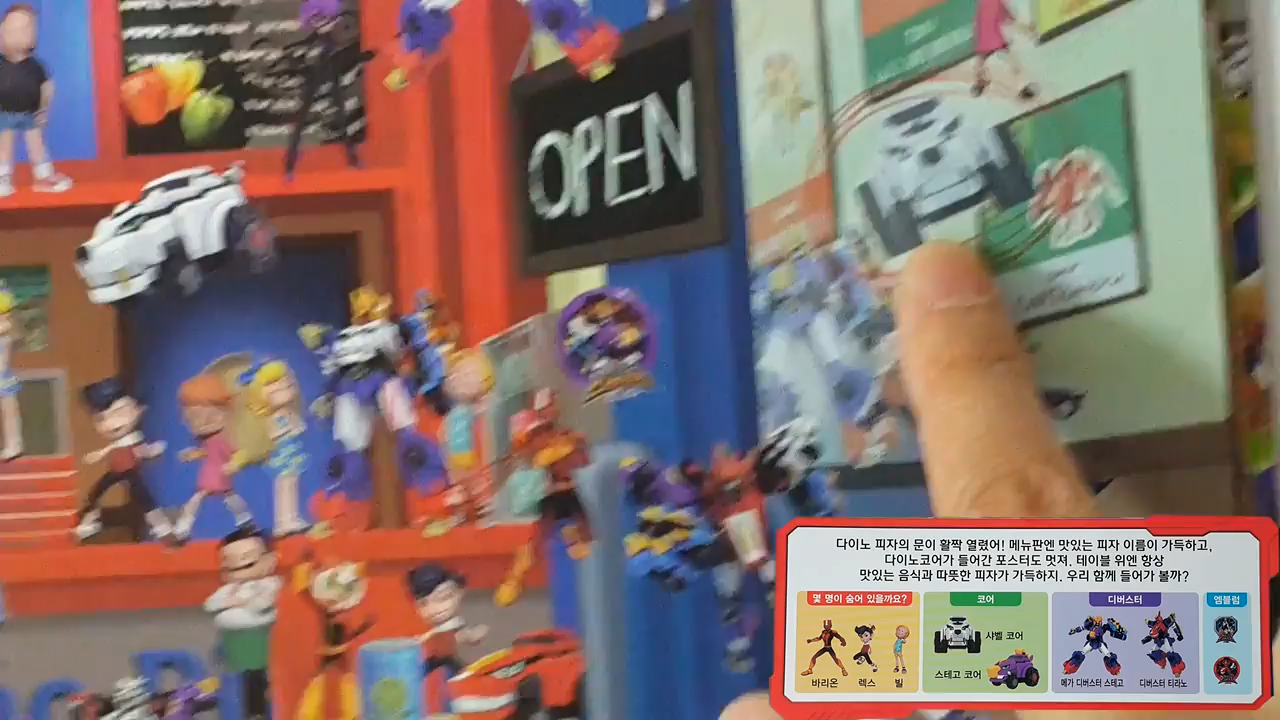 OPEN
다이노 피자의 문이 활짝 열렸어! 메뉴판엔 맛있는 피자 이름이 가득하고,
다이노코어가 들어간 포스터도 멋져. 테이블 위엔 항상
맛있는 음식과 따뜻한 피자가 가득하지. 우리 함께 들어가 볼까?
몇 명이 숨어 있을까요?
코어
디버스터
엠블럼
샤벨 코어
스테고 코어
바리온
렉스
빌
메가 디버스터 스테고
디버스터 티라노